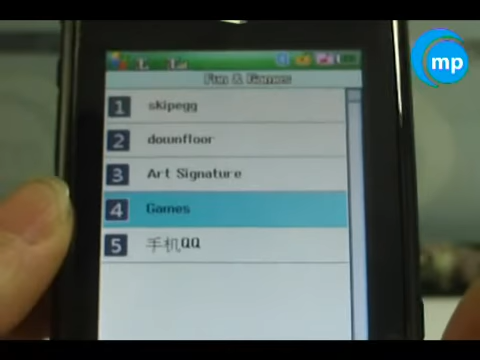 mp
Fun & Games
1 skipegg
2 downfloor
3 Art Signature
4 Games
5 手机QQ